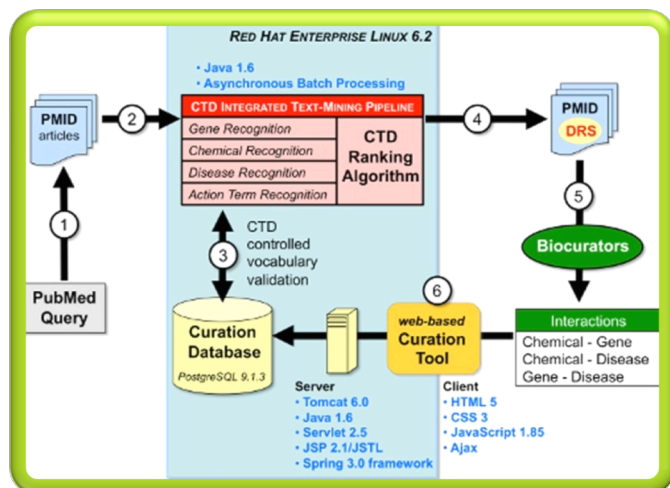 RED HAT ENTERPRISE LINUX 6.2
• Java 1.6
• Asynchronous Batch Processing
CTD INTEGRATED TEXT-MINING PIPELINE
Gene Recognition
Chemical Recognition
Disease Recognition
Action Term Recognition
CTD
Ranking
Algorithm
PMID
articles
2
4
PMID
DRS
1
3
CTD
controlled
vocabulary
validation
5
Biocurators
PubMed
Query
Curation
Database
PostgreSQL 9.1.3
6
web-based
Curation
Tool
Interactions
Chemical - Gene
Chemical - Disease
Gene - Disease
Server
• Tomcat 6.0
• Java 1.6
• Servlet 2.5
• JSP 2.1/JSTL
• Spring 3.0 framework
Client
• HTML 5
• CSS 3
• JavaScript 1.85
• Ajax